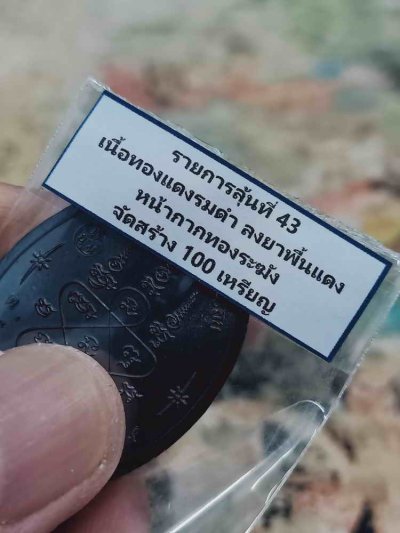 รายการลุ้นที่ 43
เนื้อทองแดงรมดำ ลงยาพื้นแดง
หน้ากากทองระฆัง
จัดสร้าง 100 เหรียญ